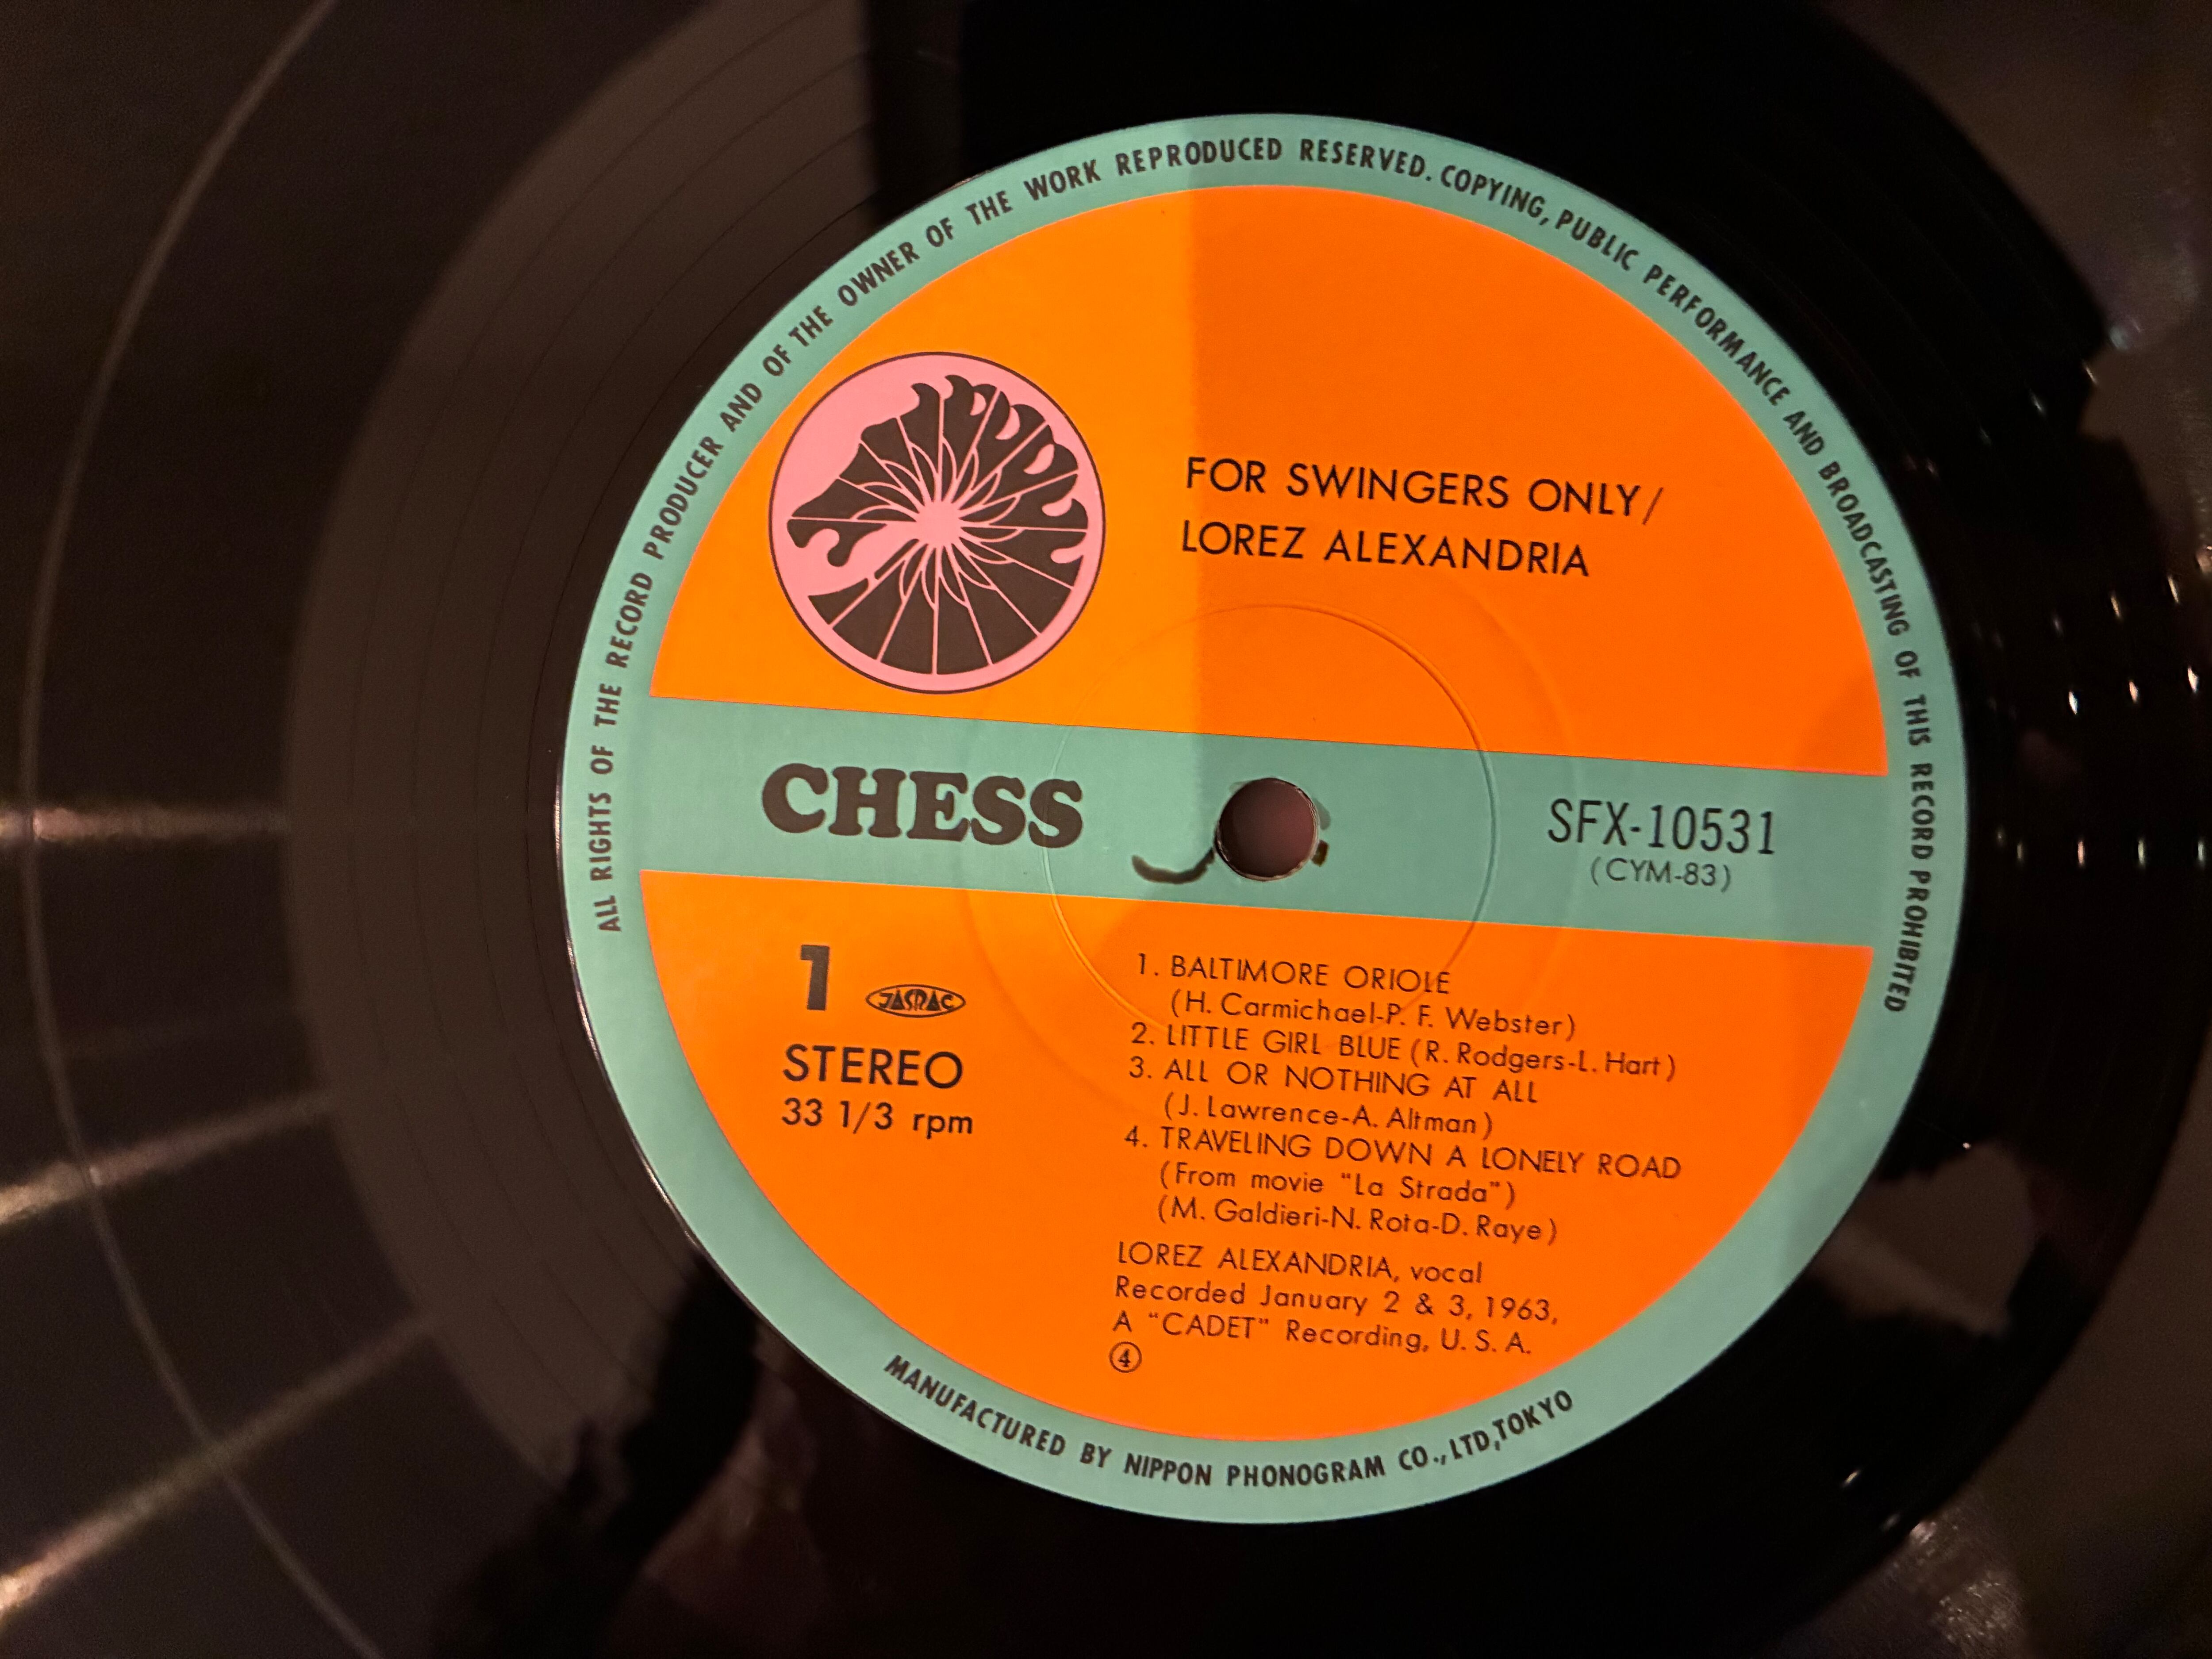 ALL RIGHTS OF THE RECORD PRODUCER AND OF THE OWNER OF THE WORK REPRODUCED RESERVED. COPYING, PUBLIC PERFORMANCE AND BROADCASTING OF THIS RECORD PROHIBITED
FOR SWINGERS ONLY/
LOREZ ALEXANDRIA
CHESS
SFX-10531
(CYM-83)
1
JASRAC
STEREO
33 1/3 rpm
1. BALTIMORE ORIOLE
(H. Carmichael-P. F. Webster)
2. LITTLE GIRL BLUE (R. Rodgers-L. Hart)
3. ALL OR NOTHING AT ALL
(J. Lawrence-A. Altman)
4. TRAVELING DOWN A LONELY ROAD
(From movie "La Strada")
(M. Galdieri-N. Rota-D. Raye)
LOREZ ALEXANDRIA, vocal
Recorded January 2 & 3, 1963,
A "CADET" Recording, U. S. A.
④
MANUFACTURED BY NIPPON PHONOGRAM CO., LTD, TOKYO